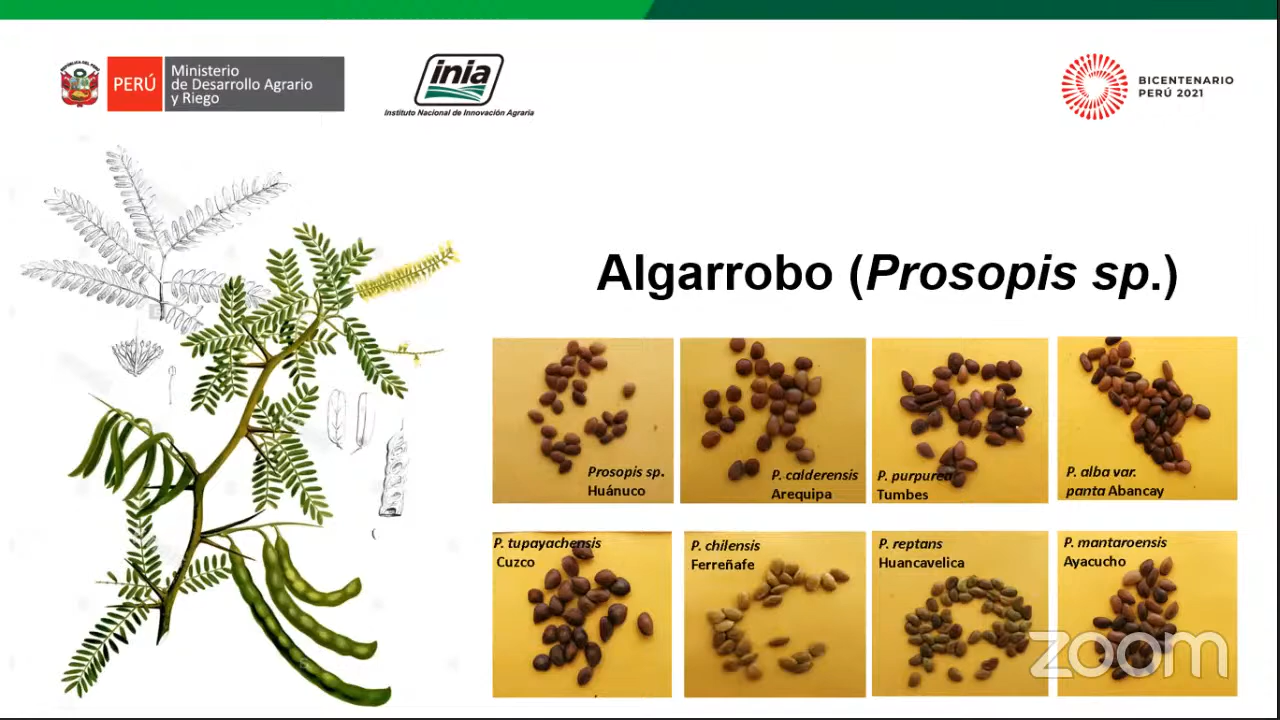 PERÚ
Ministerio
de Desarrollo Agrario
y Riego
inia
Instituto Nacional de Innovación Agraria
BICENTENARIO
PERÚ 2021
Algarrobo (Prosopis sp.)
Prosopis sp.
Huánuco
P. calderensis
Arequipa
P. purpurea
Tumbes
P. alba var.
panta Abancay
P. tupayachensis
Cuzco
P. chilensis
Ferreñafe
P. reptans
Huancavelica
P. mantaroensis
Ayacucho
zoom